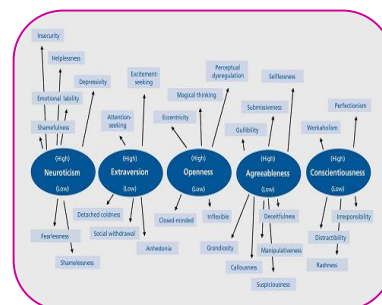 Insecurity
Helplessness
Depressivity
Emotional lability
Shamefulness
Excitement-
seeking
Attention-
seeking
Perceptual
dysregulation
Magical thinking
Eccentricity
Selflessness
Submissiveness
Gullibility
Perfectionism
Workaholism
(High)
Neuroticism
(Low)
(High)
Extraversion
(Low)
(High)
Openness
(Low)
(High)
Agreeableness
(Low)
(High)
Conscientiousness
(Low)
Fearlessness
Shamelessness
Detached coldness
Social withdrawal
Anhedonia
Closed-minded
Inflexible
Grandiosity
Callousness
Deceitfulness
Manipulativeness
Suspiciousness
Irresponsibility
Distractibility
Rashness